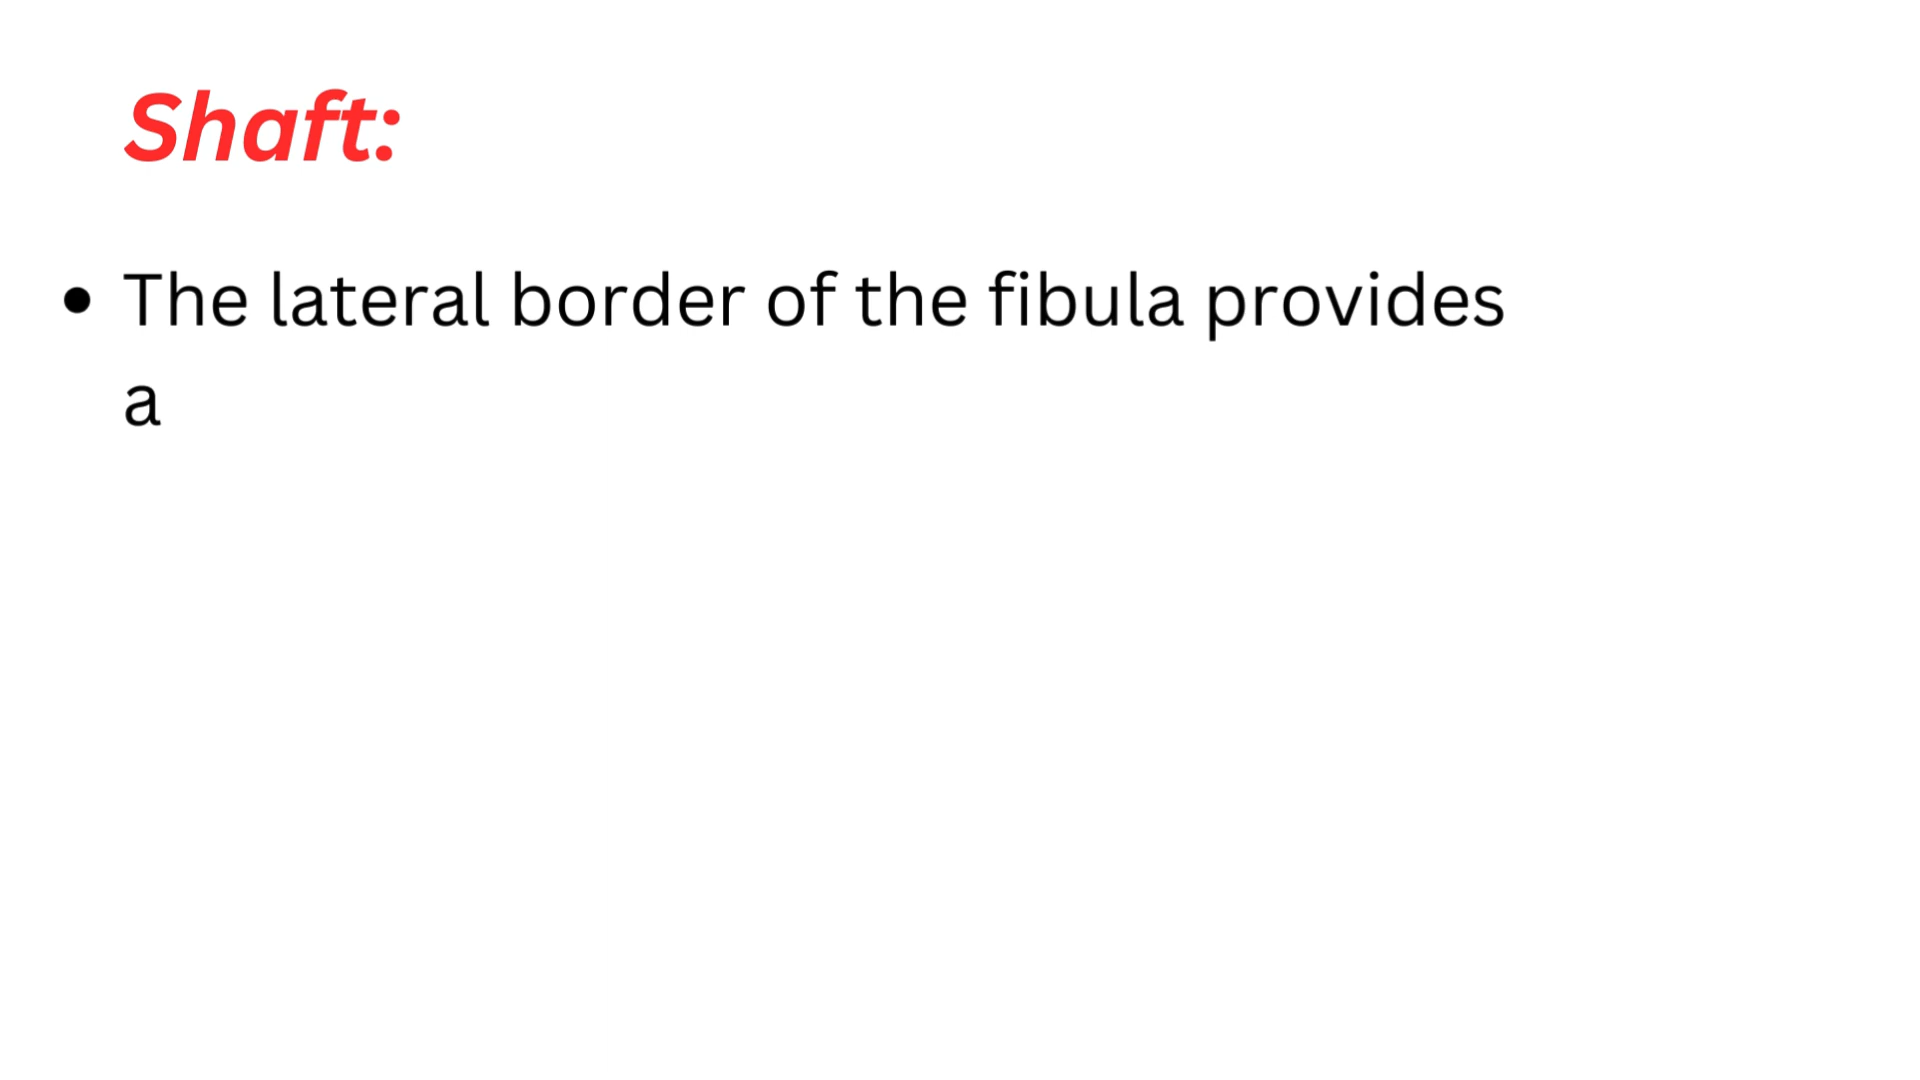 Shaft:
• The lateral border of the fibula provides
a